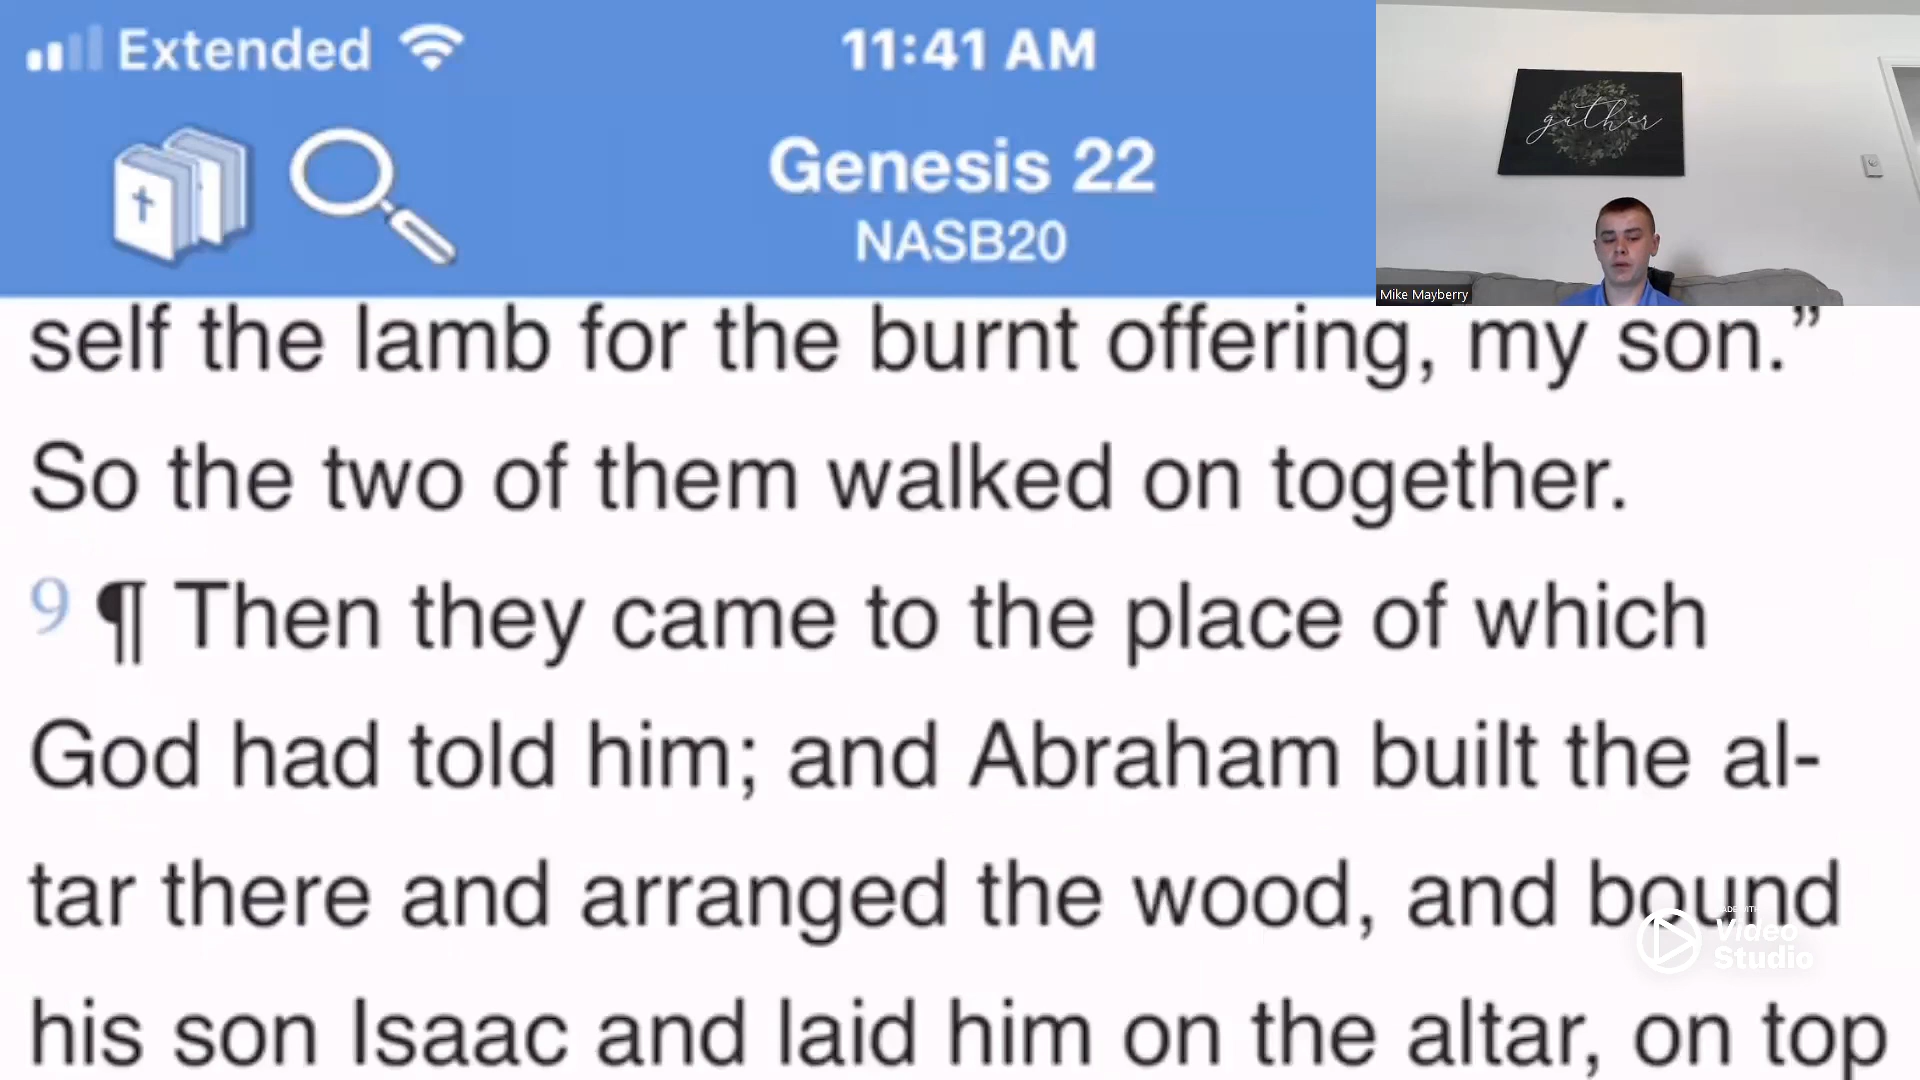 Extended
11:41 AM
Genesis 22
NASB20
gather
Mike Mayberry
self the lamb for the burnt offering, my son.”
So the two of them walked on together.
9 ¶ Then they came to the place of which
God had told him; and Abraham built the al-
tar there and arranged the wood, and bound
his son Isaac and laid him on the altar, on top
Video
Studio